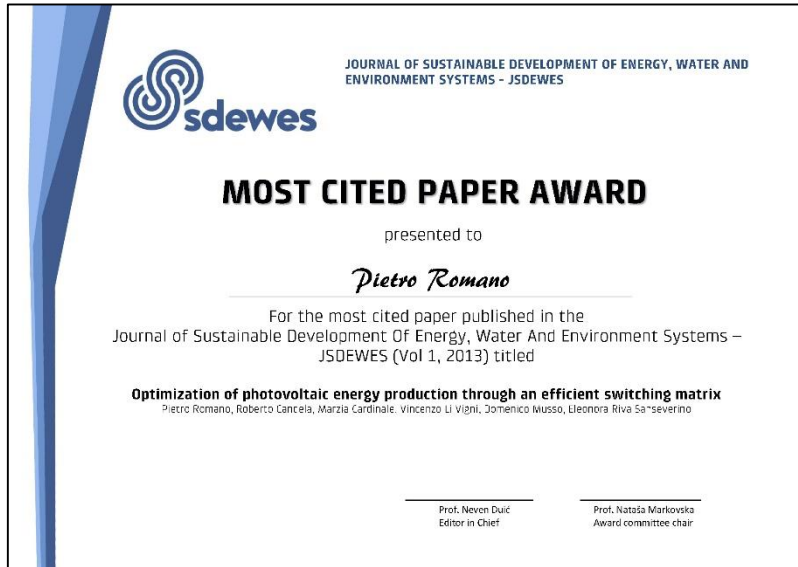 JOURNAL OF SUSTAINABLE DEVELOPMENT OF ENERGY, WATER AND
ENVIRONMENT SYSTEMS - JSDEWES
sdewes
MOST CITED PAPER AWARD
presented to
Pietro Romano
For the most cited paper published in the
Journal of Sustainable Development Of Energy, Water And Environment Systems –
JSDEWES (Vol 1, 2013) titled
Optimization of photovoltaic energy production through an efficient switching matrix
Pietro Romano, Roberto Candela, Marzia Cardinale, Vincenzo Li Vigni, Domenico Musso, Eleonora Riva Sanseverino
Prof. Neven Duić
Editor in Chief
Prof. Nataša Markovska
Award committee chair